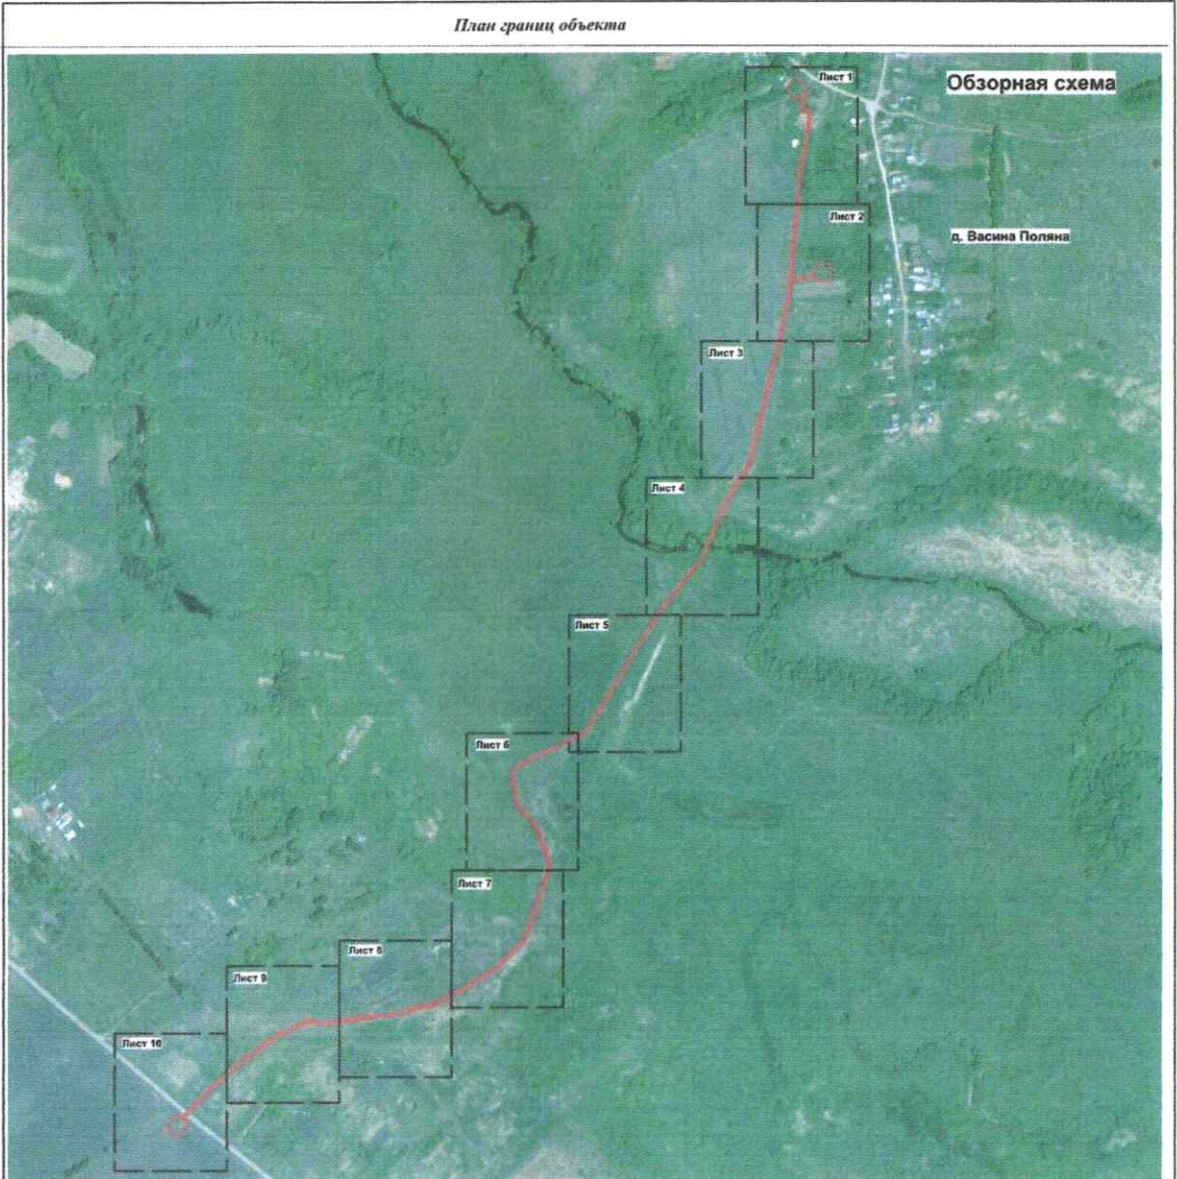 План границ объекта
Обзорная схема
Лист 1
Лист 2
д. Васина Поляна
Лист 3
Лист 4
Лист 5
Лист 6
Лист 7
Лист 8
Лист 9
Лист 10